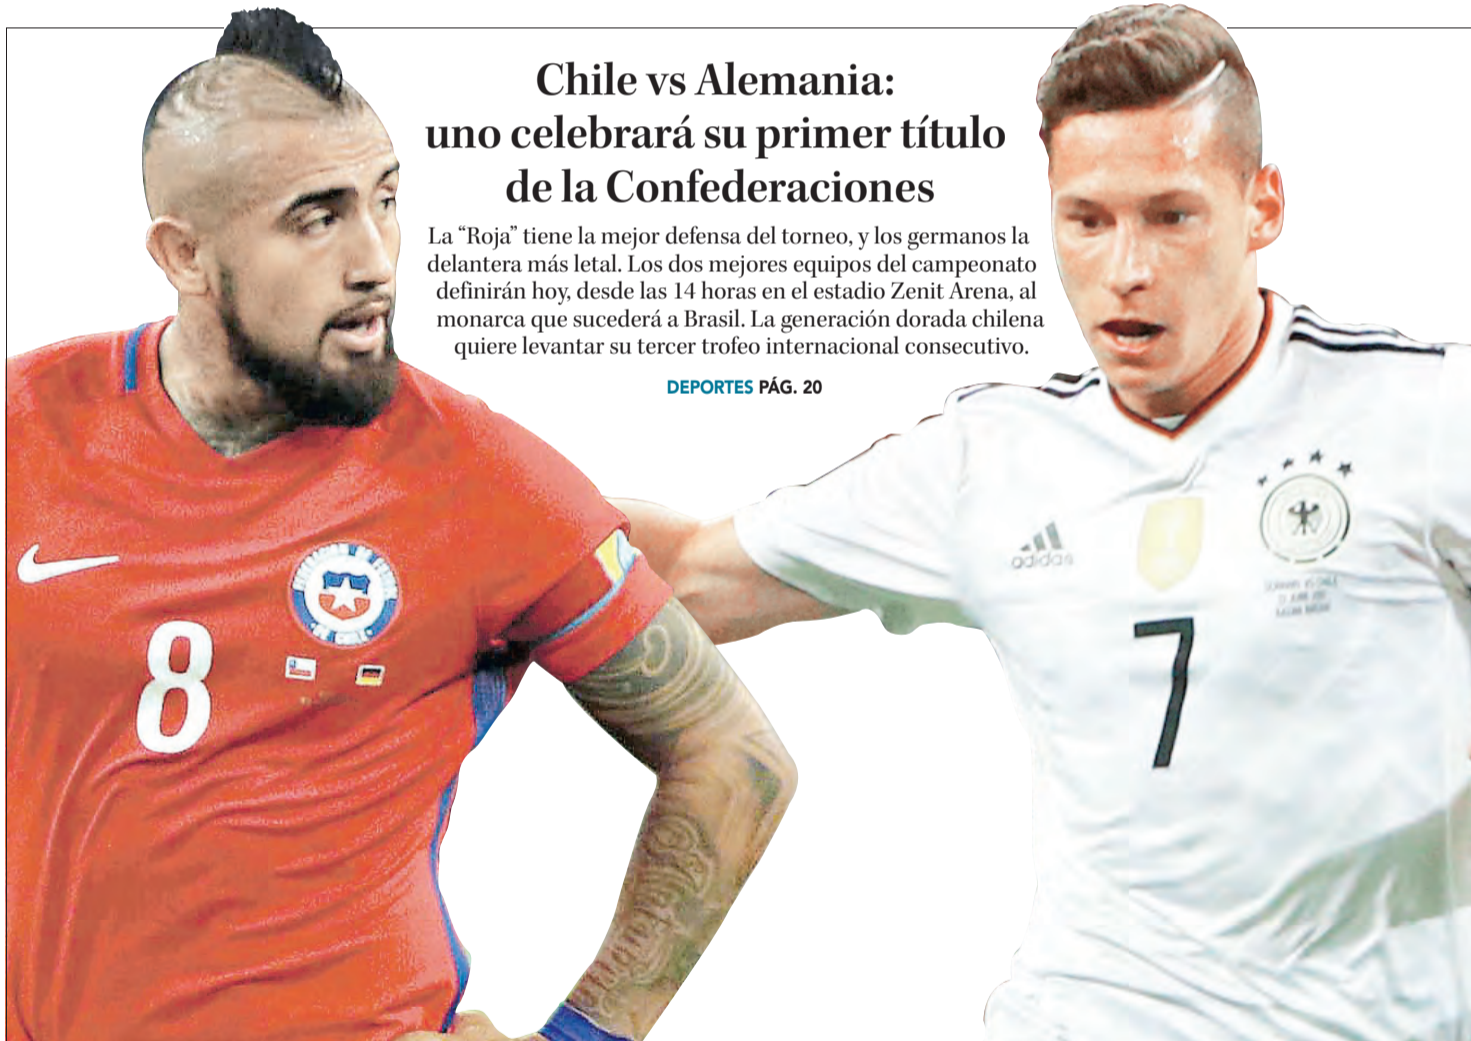 Chile vs Alemania:
uno celebrará su primer título
de la Confederaciones
La “Roja” tiene la mejor defensa del torneo, y los germanos la
delantera más letal. Los dos mejores equipos del campeonato
definirán hoy, desde las 14 horas en el estadio Zenit Arena, al
monarca que sucederá a Brasil. La generación dorada chilena
quiere levantar su tercer trofeo internacional consecutivo.
DEPORTES PÁG. 20
8
DE CHILE
adidas
7